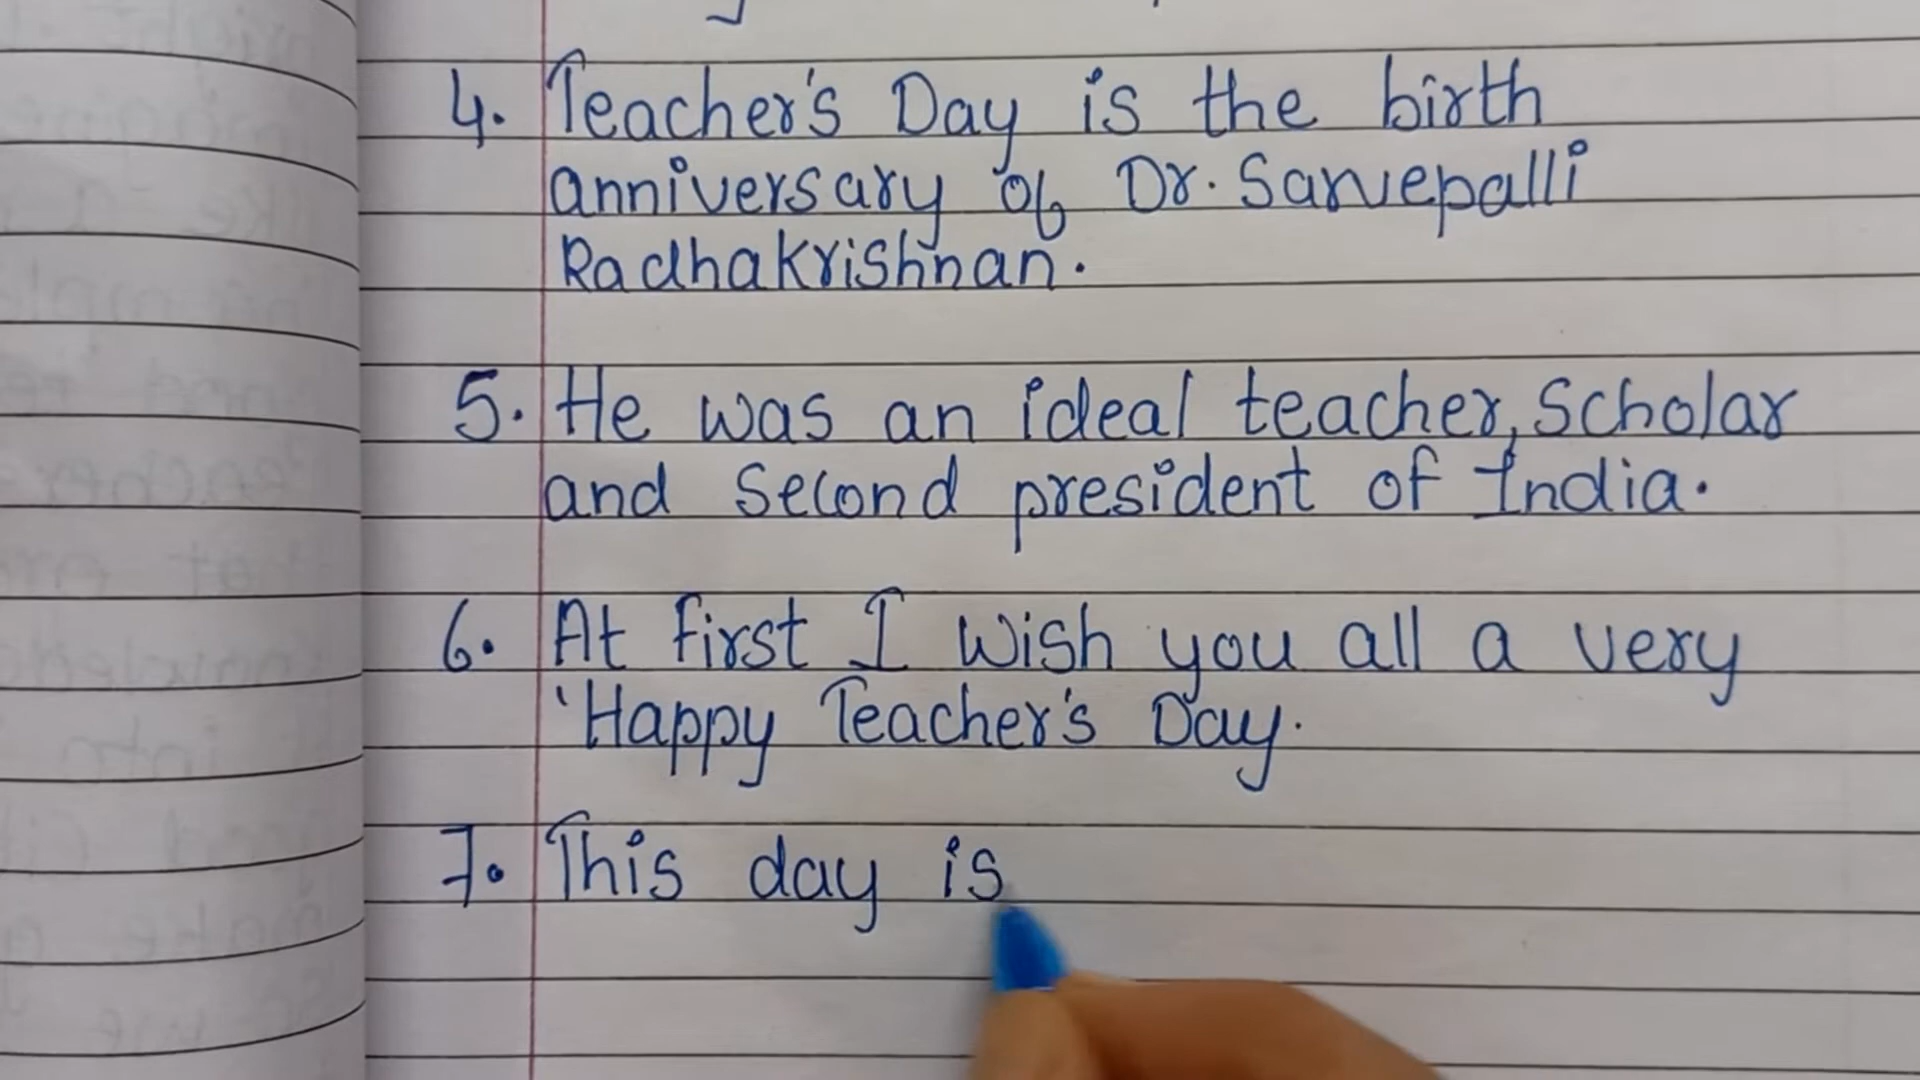 4. Teacher's Day is the birth
anniversary of Dr. Sarvepalli
Radhakrishnan.
5. He was an ideal teacher, Scholar
and Second president of India.
6. At first I wish you all a very
'Happy Teacher's Day.
7. This day is